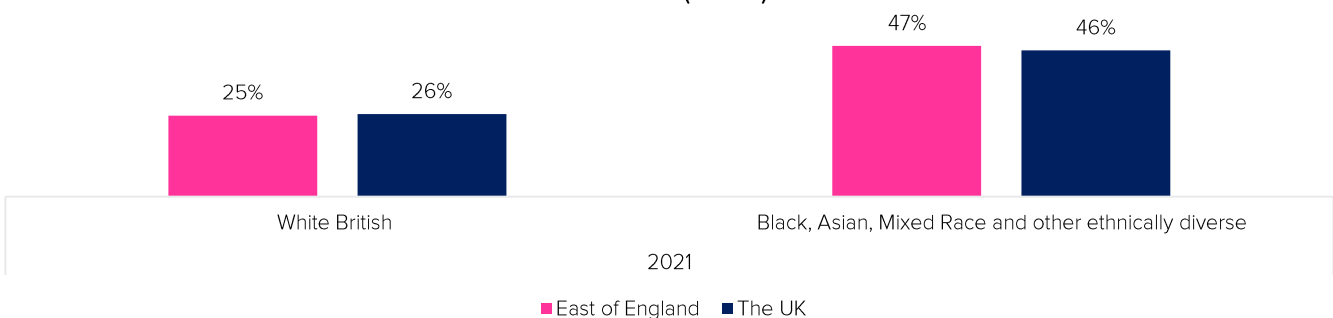 47%
46%
25%
26%
White British
Black, Asian, Mixed Race and other ethnically diverse
2021
East of England
The UK